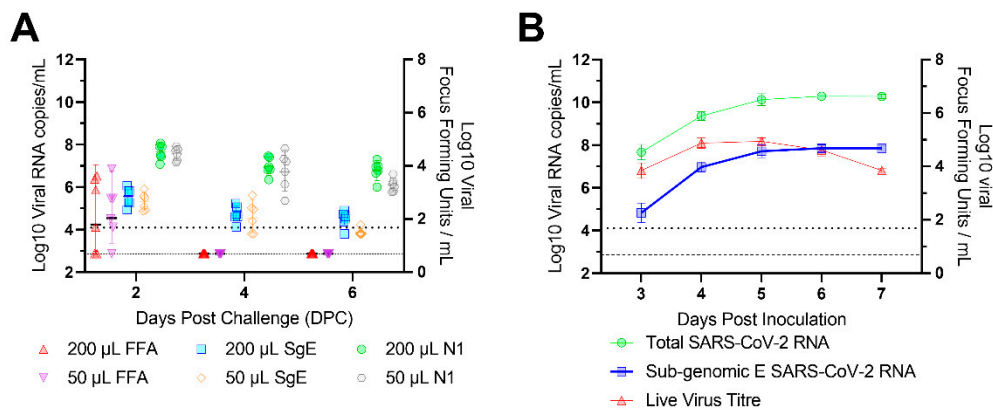 A
B
12
10
8
6
4
2
Log10 Viral RNA copies/mL
8
6
4
2
0
Log10 viral
Focus Forming Units / mL
2
4
6
Days Post Challenge (DPC)
200 µL FFA
200 µL SgE
200 µL N1
50 µL FFA
50 µL SgE
50 µL N1
12
10
8
6
4
2
Log10 Viral RNA copies/mL
8
6
4
2
0
Log10 viral
Focus Forming Units / mL
3
4
5
6
7
Days Post Inoculation
Total SARS-CoV-2 RNA
Sub-genomic E SARS-CoV-2 RNA
Live Virus Titre